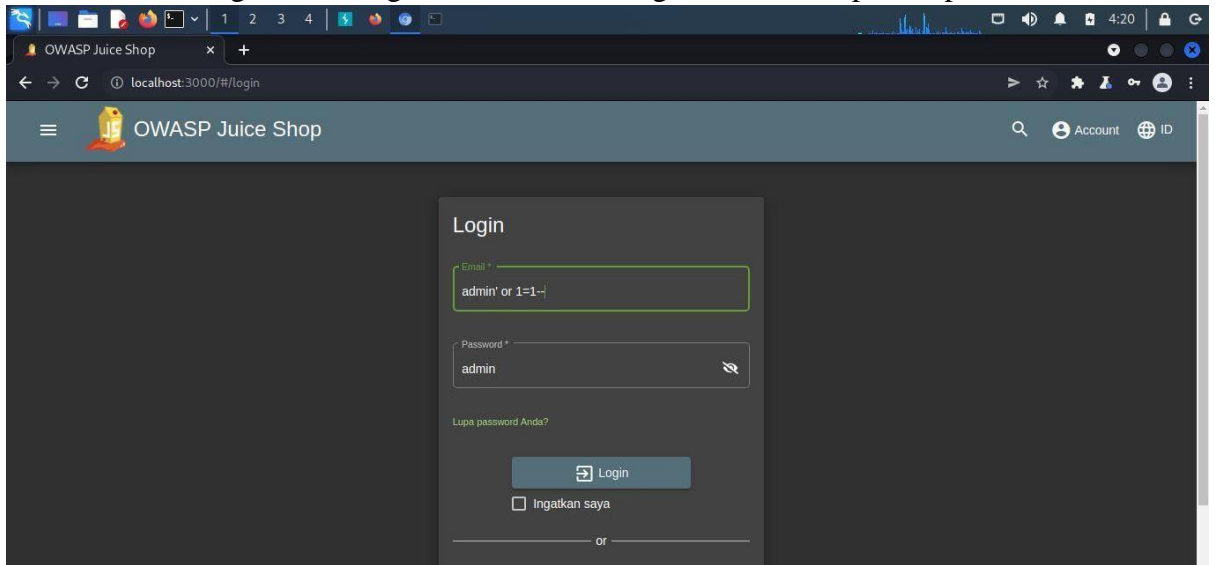 1 2 3 4 4:20
OWASP Juice Shop
localhost:3000/#/login
OWASP Juice Shop Account ID
Login
Email *
admin' or 1=1--
Password *
admin
Lupa password Anda?
Login
Ingatkan saya
or